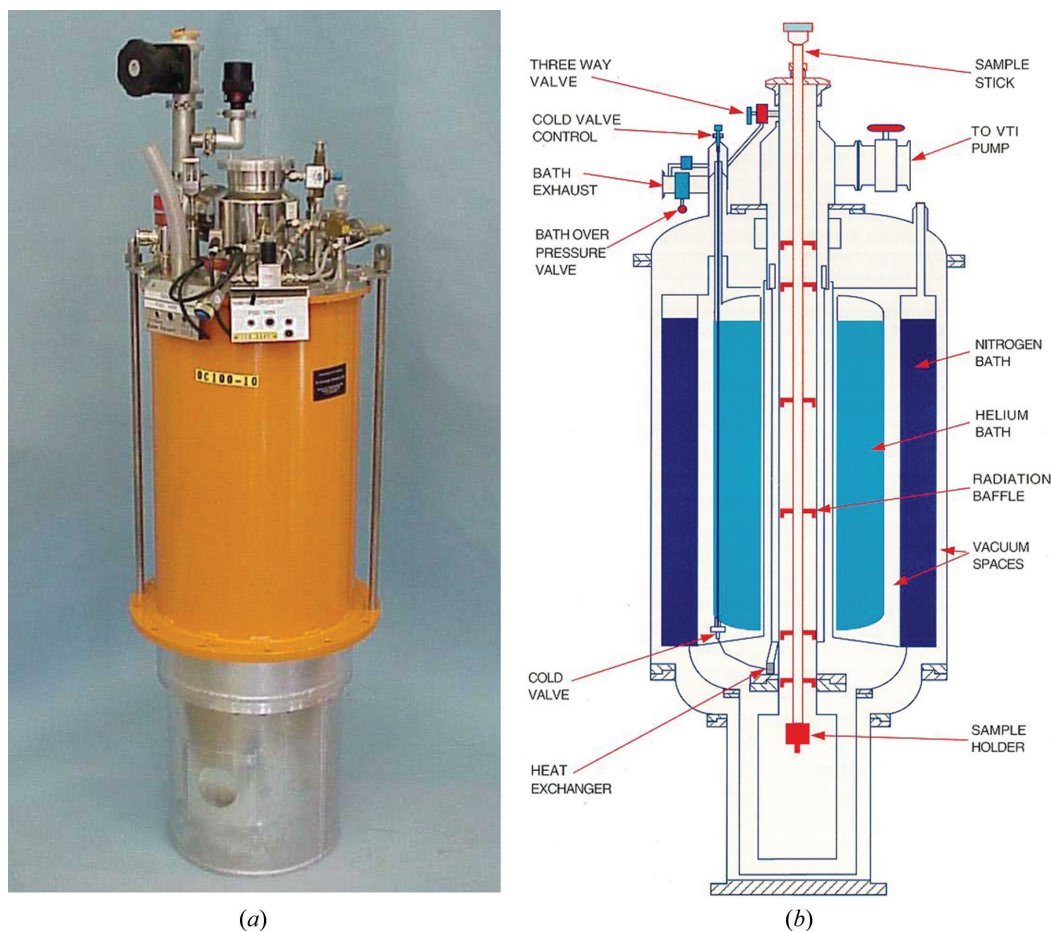 0C100-10
THREE WAY
VALVE
COLD VALVE
CONTROL
BATH
EXHAUST
BATH OVER
PRESSURE
VALVE
SAMPLE
STICK
TO VTI
PUMP
NITROGEN
BATH
HELIUM
BATH
RADIATION
BAFFLE
VACUUM
SPACES
COLD
VALVE
HEAT
EXCHANGER
SAMPLE
HOLDER
(a)
(b)